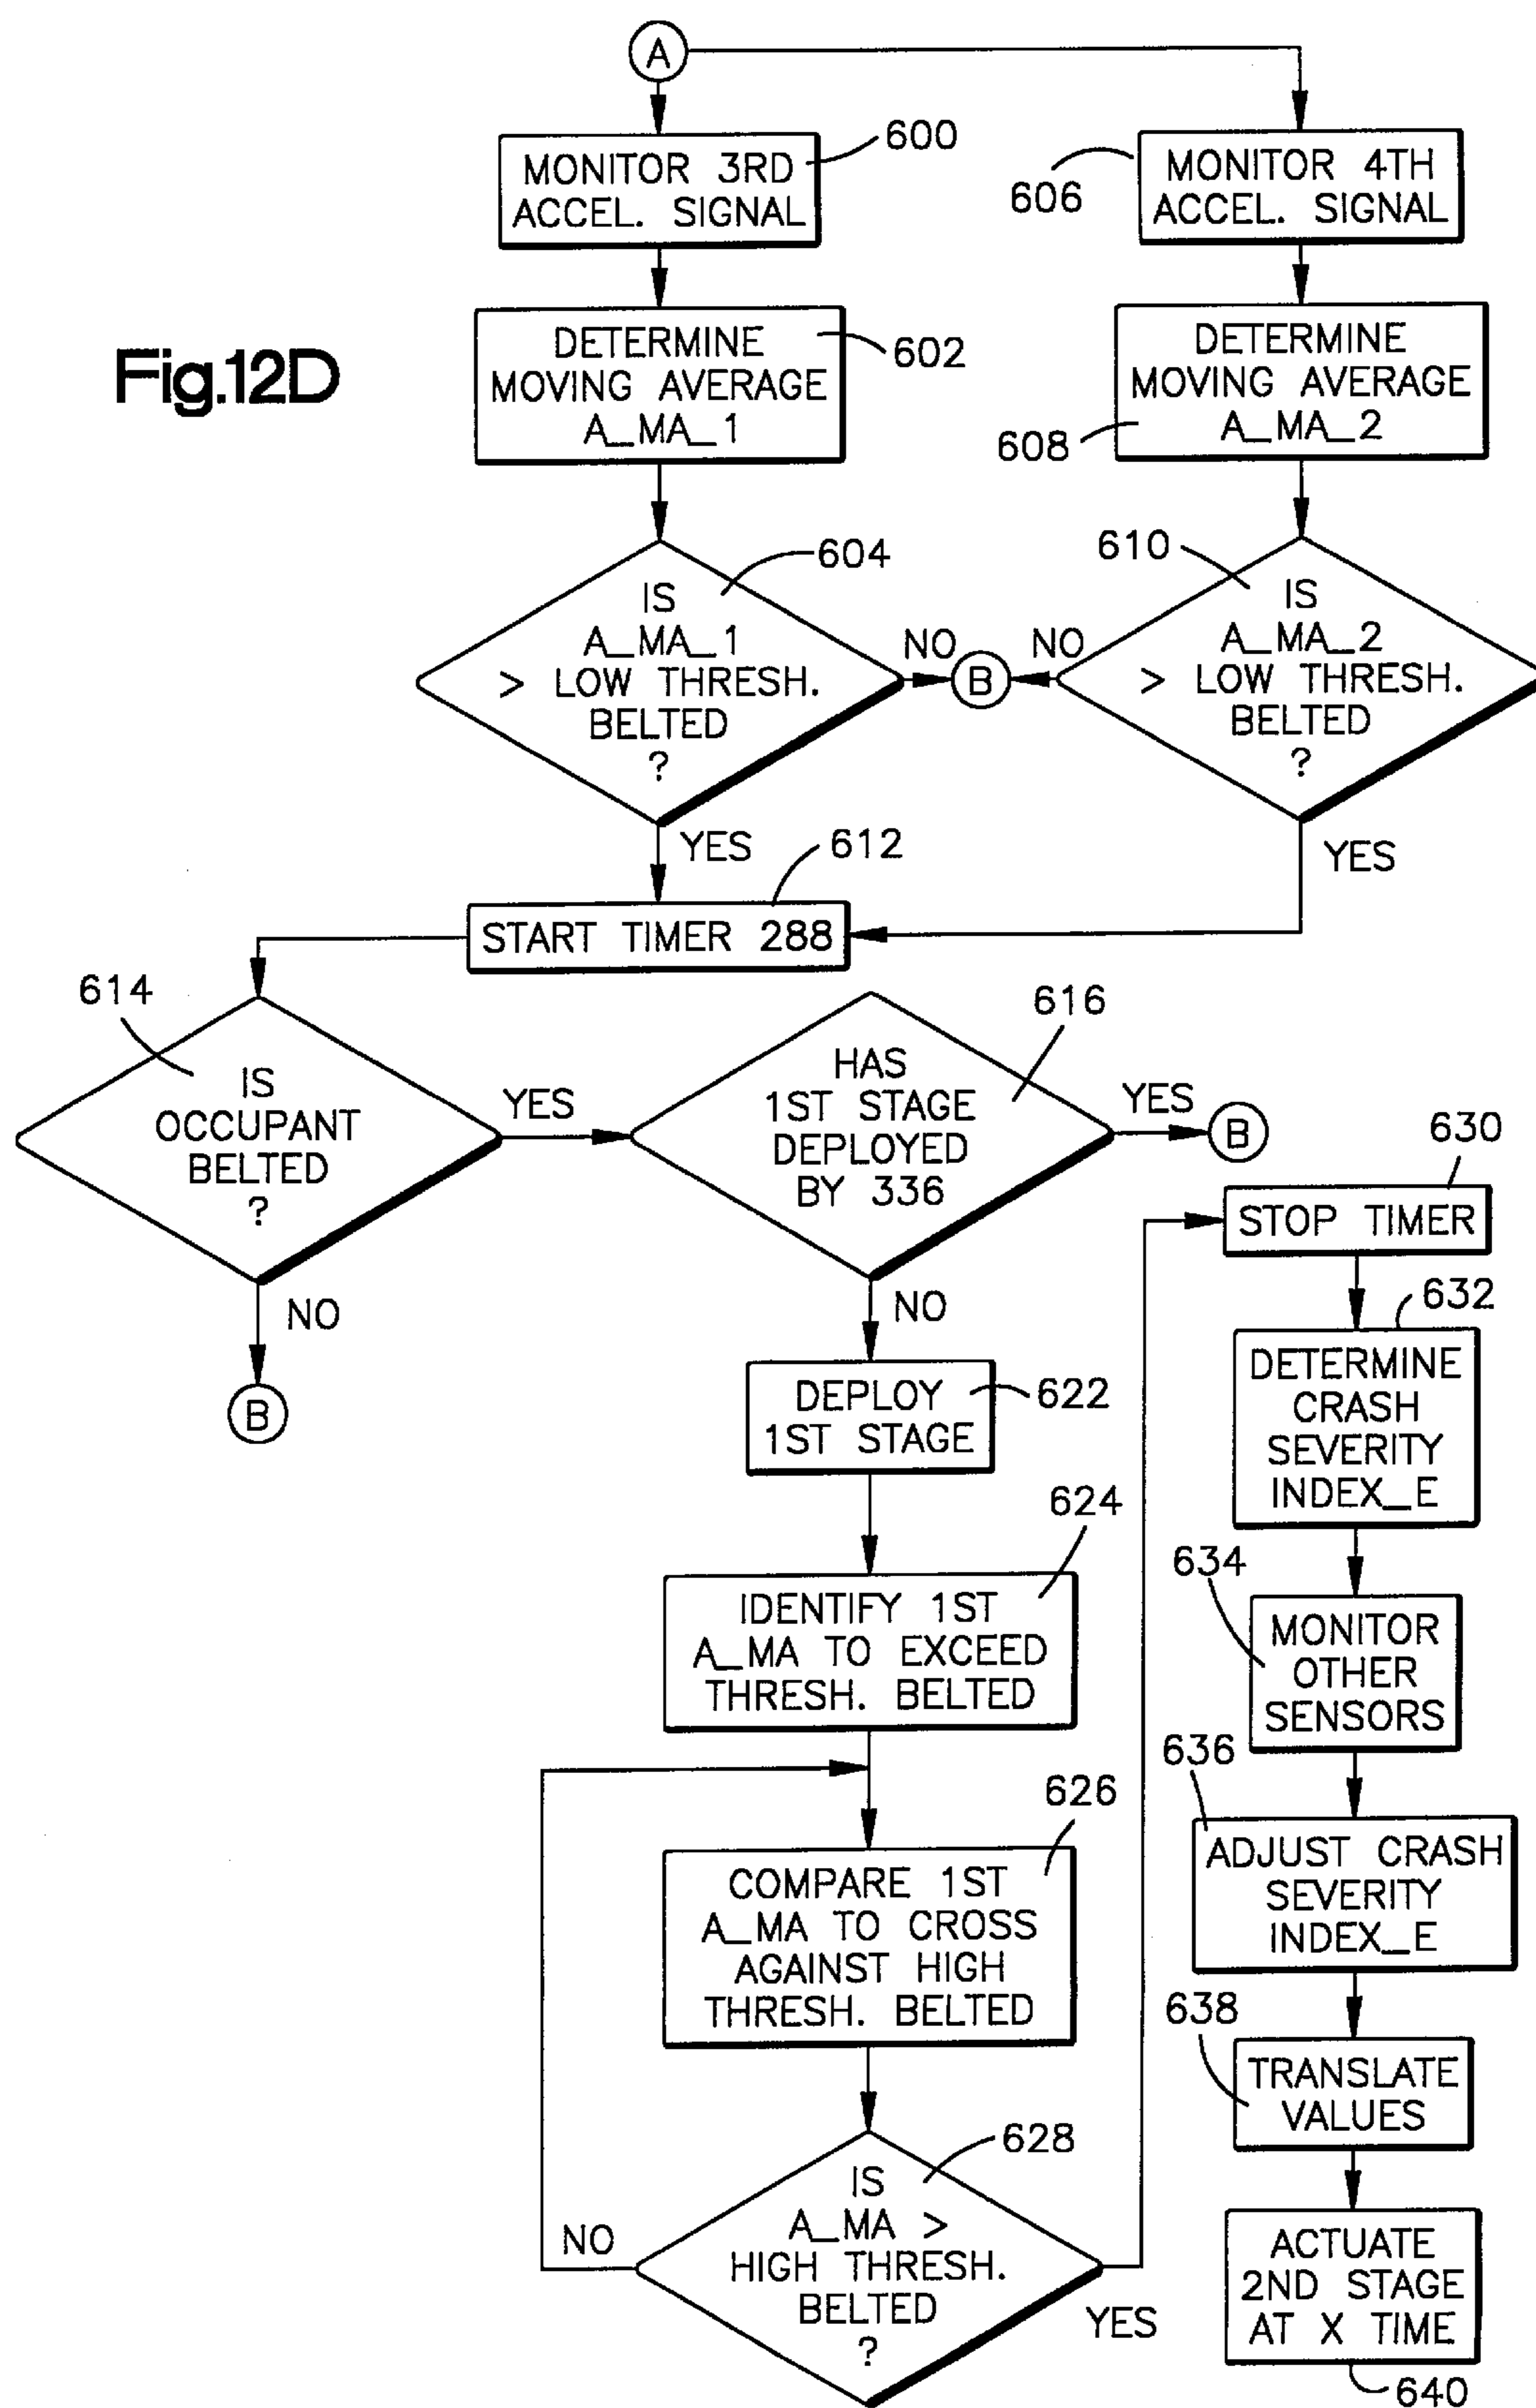 A
MONITOR 3RD
ACCEL. SIGNAL
600
MONITOR 4TH
ACCEL. SIGNAL
606
Fig.12D
DETERMINE
MOVING AVERAGE
A_MA_1
602
DETERMINE
MOVING AVERAGE
A_MA_2
608
604
IS
A_MA_1
> LOW THRESH.
BELTED
?
NO
B
NO
610
IS
A_MA_2
> LOW THRESH.
BELTED
?
YES
612
YES
START TIMER 288
614
IS
OCCUPANT
BELTED
?
YES
NO
B
616
HAS
1ST STAGE
DEPLOYED
BY 336
YES
B
NO
DEPLOY
1ST STAGE
622
624
IDENTIFY 1ST
A_MA TO EXCEED
THRESH. BELTED
626
COMPARE 1ST
A_MA TO CROSS
AGAINST HIGH
THRESH. BELTED
628
IS
A_MA >
HIGH THRESH.
BELTED
?
NO
YES
630
STOP TIMER
632
DETERMINE
CRASH
SEVERITY
INDEX_E
634
MONITOR
OTHER
SENSORS
636
ADJUST CRASH
SEVERITY
INDEX_E
638
TRANSLATE
VALUES
ACTUATE
2ND STAGE
AT X TIME
640